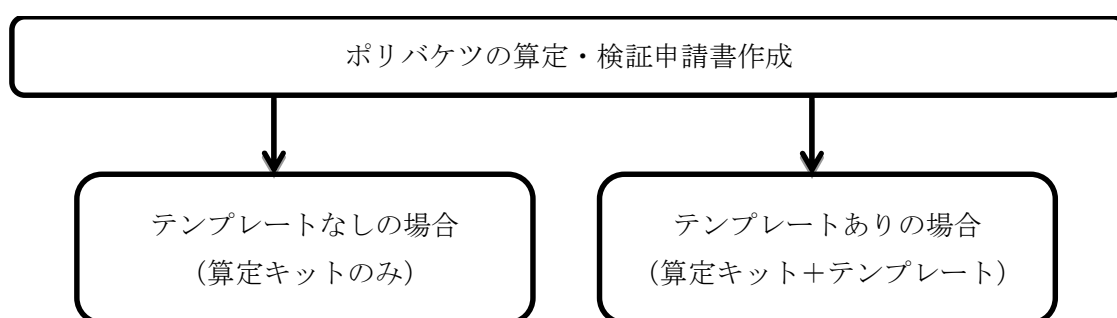 ポリバケツの算定・検証申請書作成
テンプレートなしの場合
（算定キットのみ）
テンプレートありの場合
（算定キット＋テンプレート）